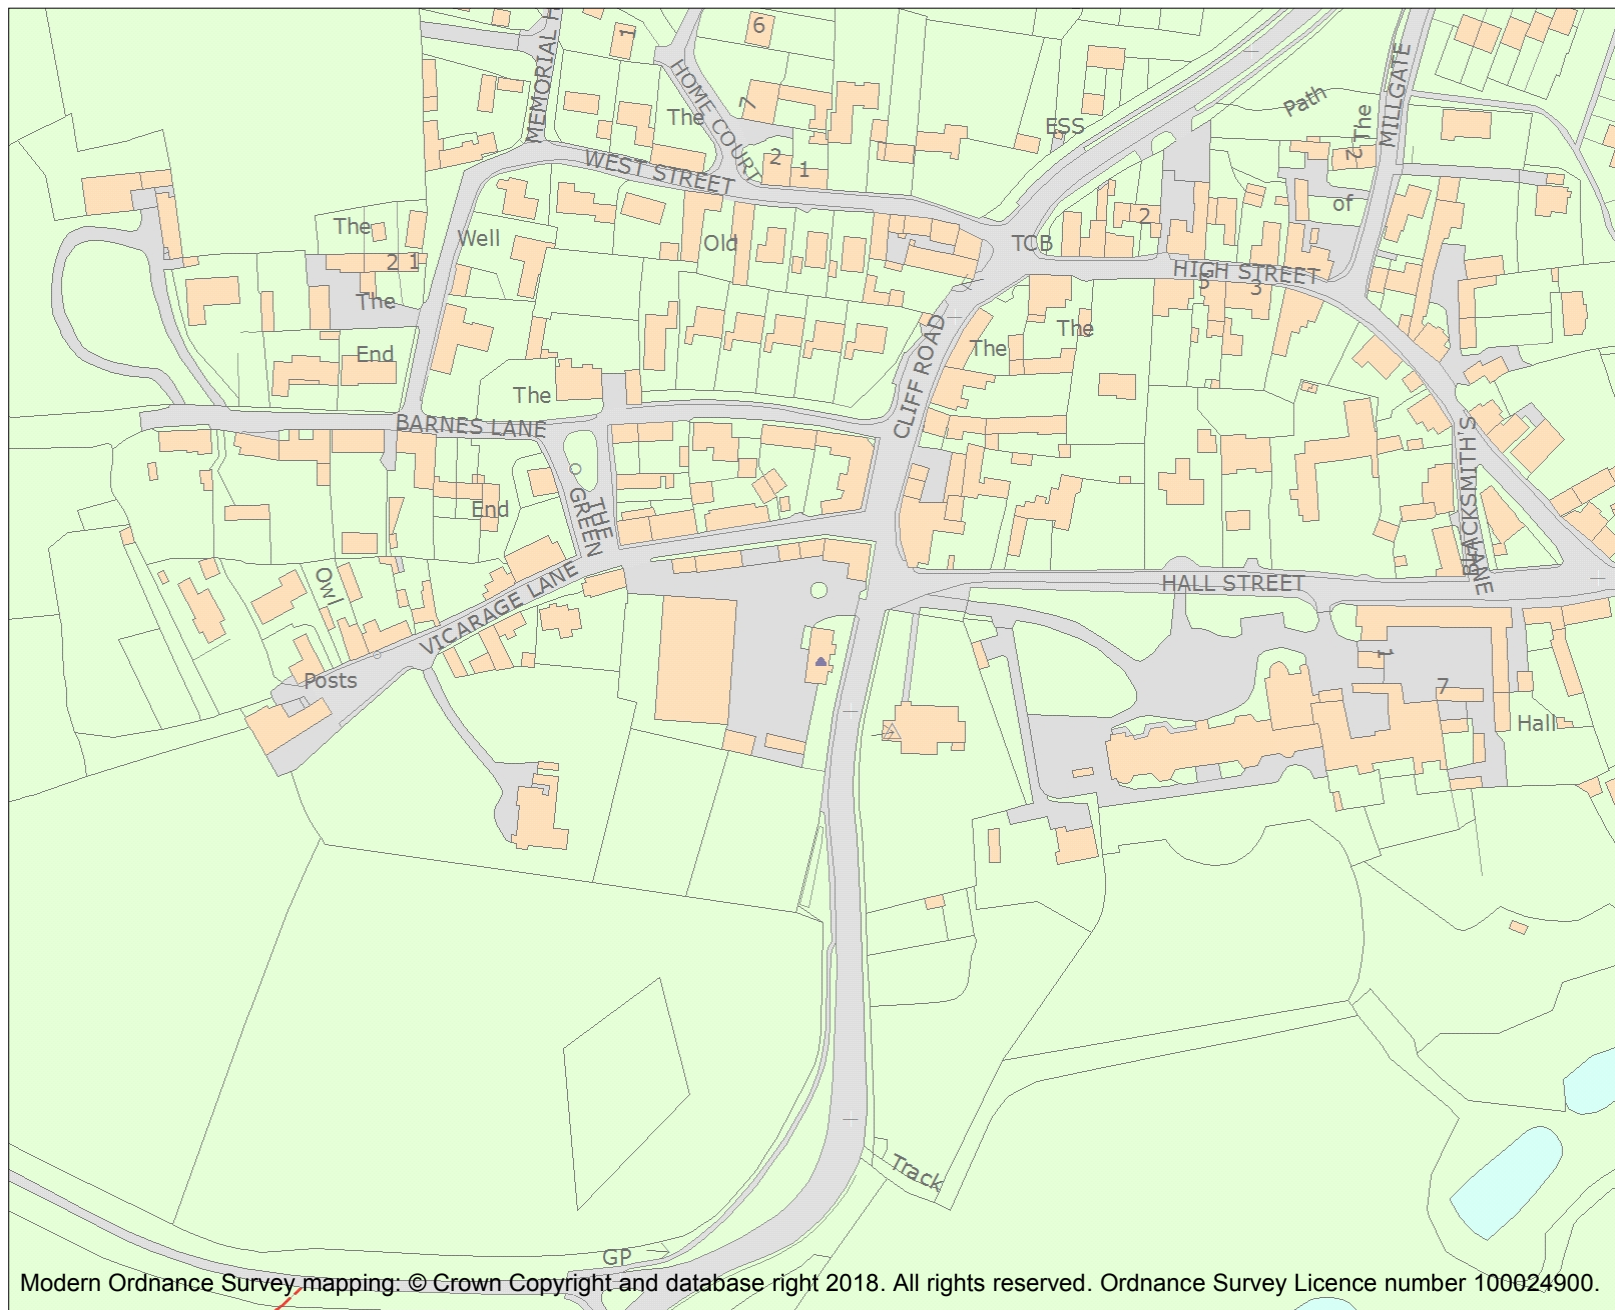 MEMORIAL H
1
6
HOME COURT
7
The
ESS
Path
The
2
MILLGATE
WEST STREET
2
1
of
2
The
Well
Old
TCB
2 1
The
HIGH STREET
5
3
The
The
CLIFF ROAD
End
The
BARNES LANE
BLACKSMITH'S
LANE
End
THE
GREEN
Owl
VICARAGE LANE
HALL STREET
Posts
1
7
Hall
Track
GP
Modern Ordnance Survey mapping: © Crown Copyright and database right 2018. All rights reserved. Ordnance Survey Licence number 100024900.